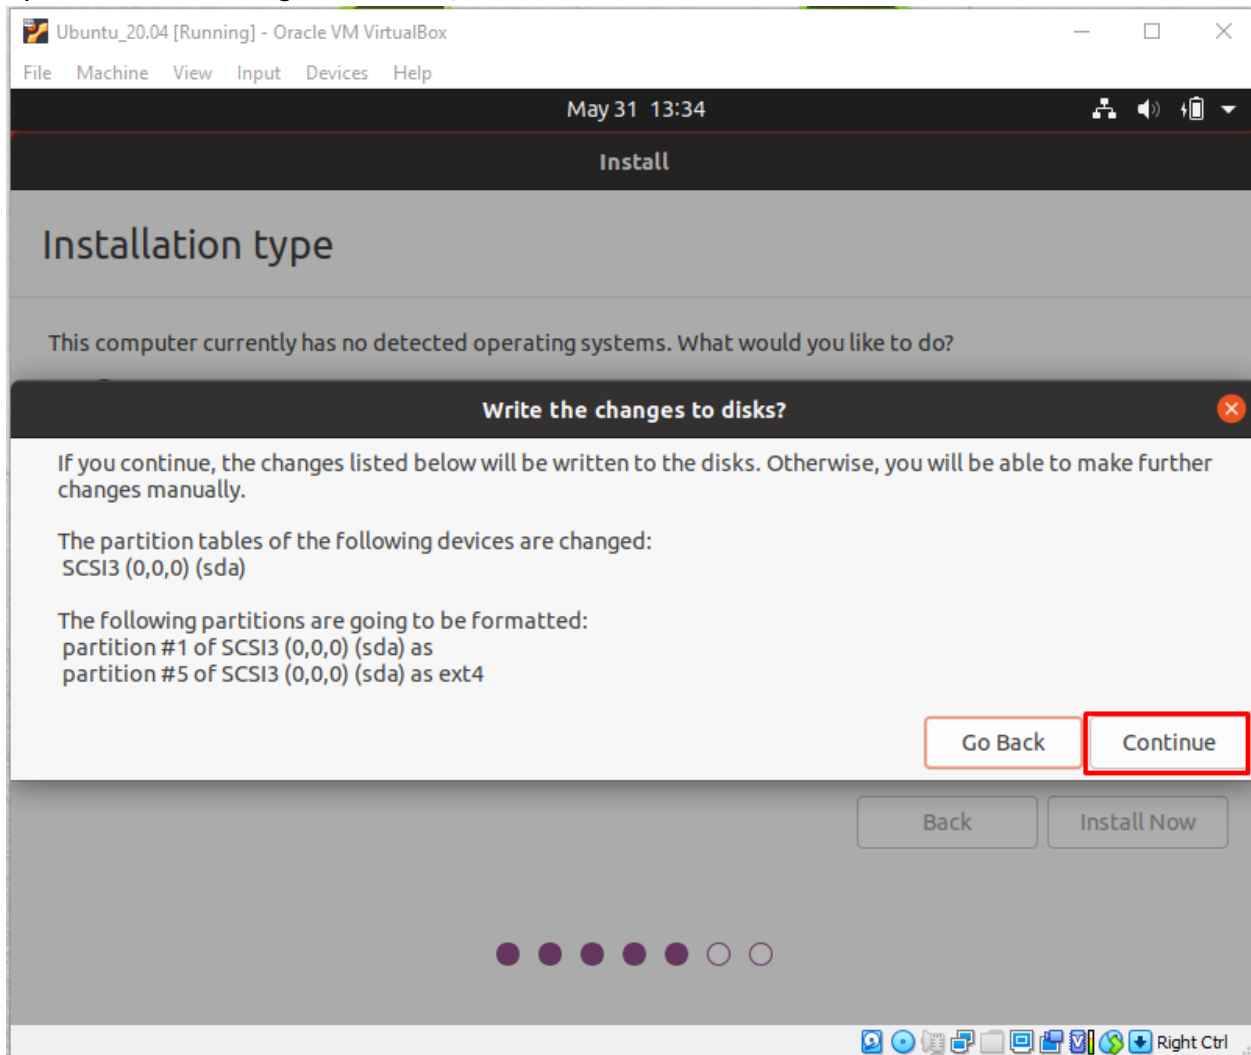 Ubuntu_20.04 [Running] - Oracle VM VirtualBox
File Machine View Input Devices Help
May 31 13:34
Install
Installation type
This computer currently has no detected operating systems. What would you like to do?
Write the changes to disks?
If you continue, the changes listed below will be written to the disks. Otherwise, you will be able to make further
changes manually.
The partition tables of the following devices are changed:
SCSI3 (0,0,0) (sda)
The following partitions are going to be formatted:
partition #1 of SCSI3 (0,0,0) (sda) as
partition #5 of SCSI3 (0,0,0) (sda) as ext4
Go Back Continue
Back Install Now
Right Ctrl